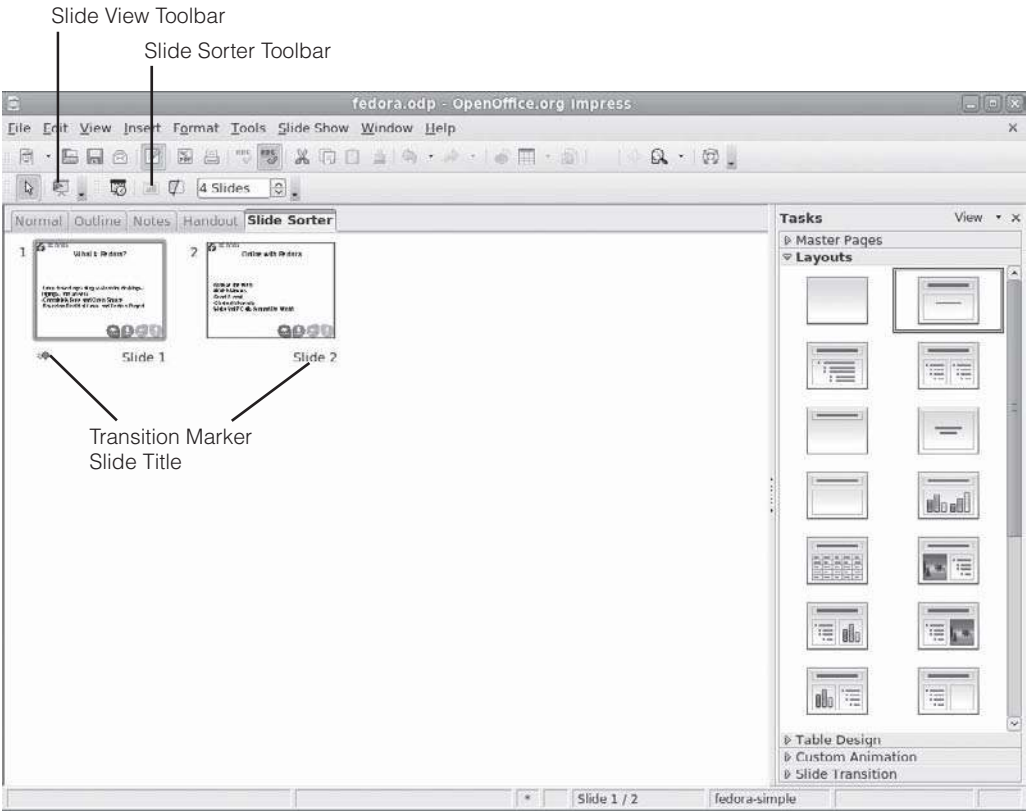 Slide View Toolbar
Slide Sorter Toolbar
fedora.odp - OpenOffice.org Impress
File Edit View Insert Format Tools Slide Show Window Help
4 Slides
Normal Outline Notes Handout Slide Sorter
Tasks View
Master Pages
Layouts
1 What is Fedora?
2 Online with Fedora
Slide 1
Slide 2
Transition Marker
Slide Title
Table Design
Custom Animation
Slide Transition
* Slide 1 / 2 fedora-simple